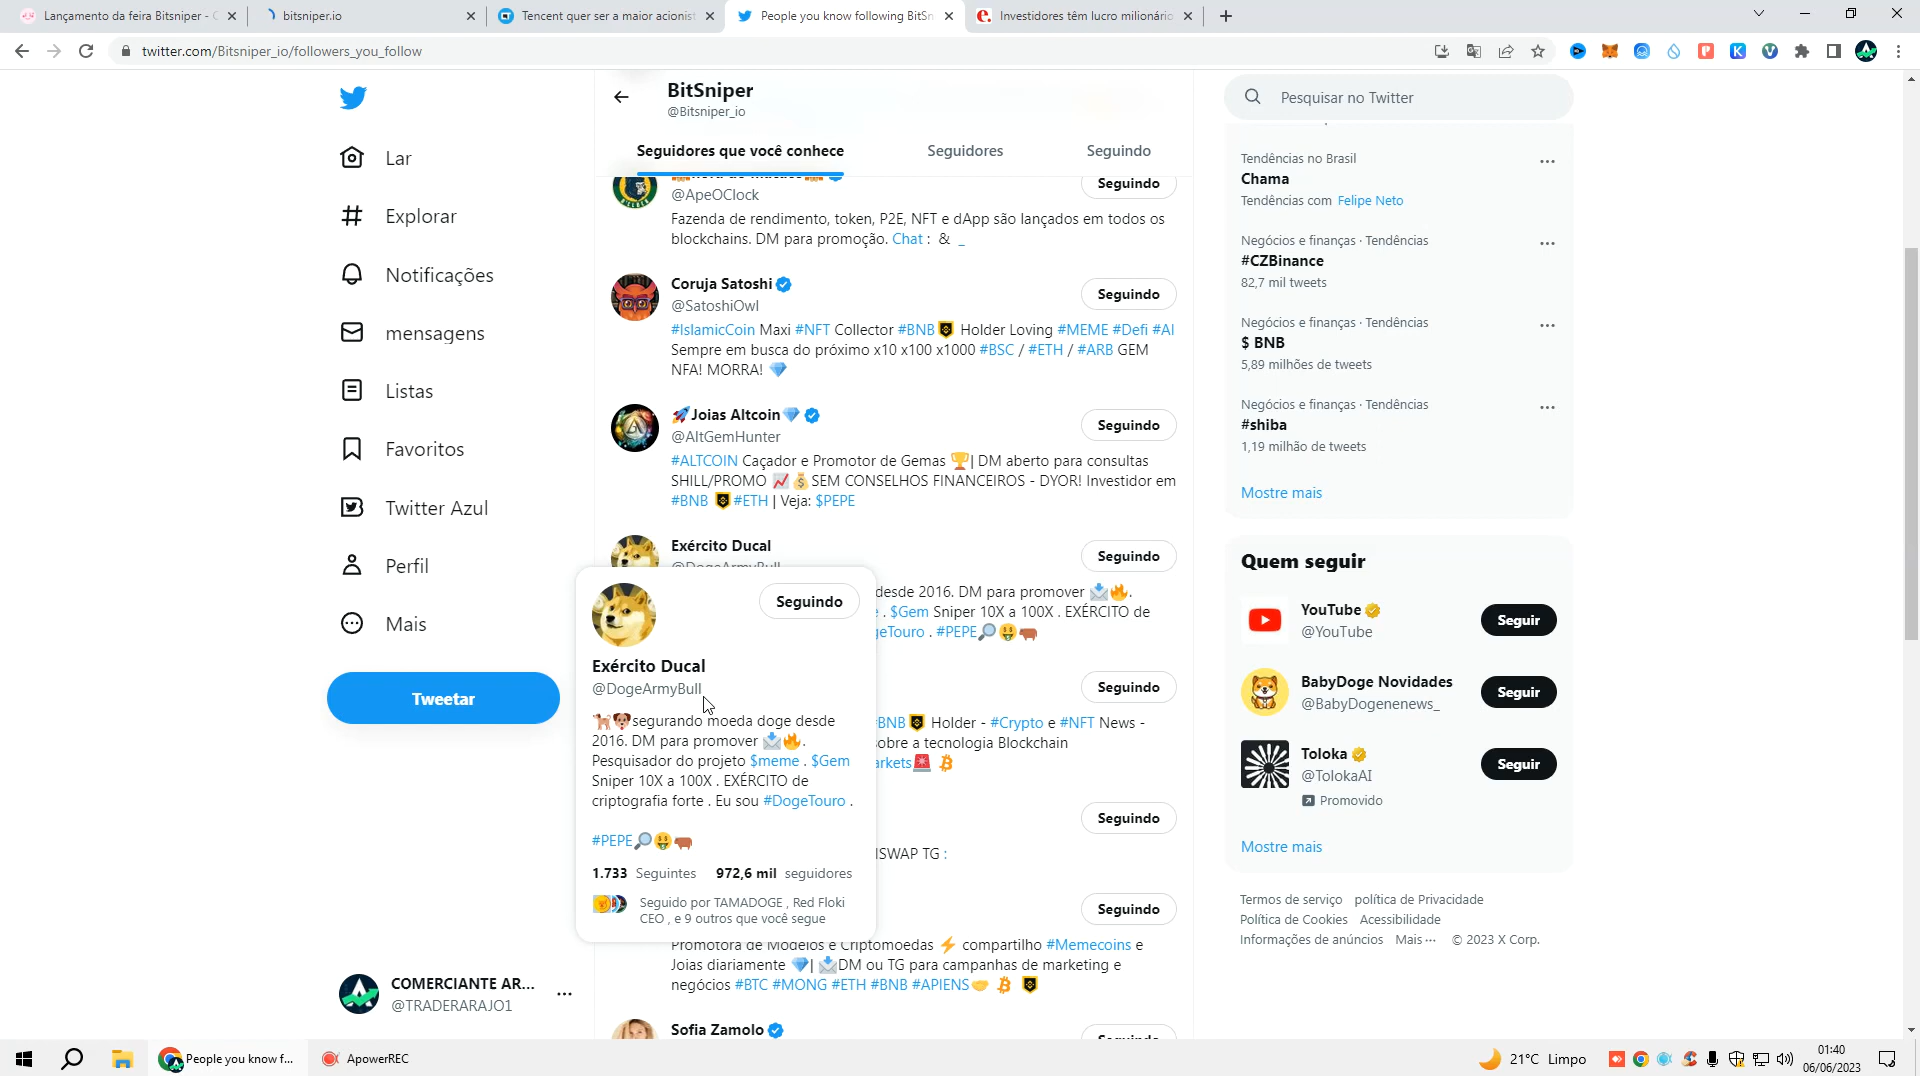 Lançamento da feira Bitsniper - C
bitsniper.io
Tencent quer ser a maior acionist
People you know following BitSn
Investidores têm lucro milionário
twitter.com/Bitsniper_io/followers_you_follow
BitSniper
@Bitsniper_io
Seguidores que você conhece
Seguidores
Seguindo
Pesquisar no Twitter
Lar
Explorar
Notificações
mensagens
Listas
Favoritos
Twitter Azul
Perfil
Mais
Tweetar
COMERCIANTE AR...
@TRADERARAJO1
@ApeOClock
Seguindo
Fazenda de rendimento, token, P2E, NFT e dApp são lançados em todos os
blockchains. DM para promoção. Chat : & _
Coruja Satoshi
@SatoshiOwl
Seguindo
#IslamicCoin Maxi #NFT Collector #BNB Holder Loving #MEME #Defi #AI
Sempre em busca do próximo x10 x100 x1000 #BSC / #ETH / #ARB GEM
NFA! MORRA! 💎
🚀Joias Altcoin💎
@AltGemHunter
Seguindo
#ALTCOIN Caçador e Promotor de Gemas 🏆| DM aberto para consultas
SHILL/PROMO 📈💰SEM CONSELHOS FINANCEIROS - DYOR! Investidor em
#BNB #ETH | Veja: $PEPE
Exército Ducal
@DogeArmyBull
Seguindo
desde 2016. DM para promover 📩🔥.
. $Gem Sniper 10X a 100X . EXÉRCITO de
geTouro . #PEPE🔎🤑🐂
Seguindo
#BNB Holder - #Crypto e #NFT News -
sobre a tecnologia Blockchain
arkets🚨 ₿
Seguindo
ISWAP TG :
Seguindo
Promotora de Modelos e Criptomoedas ⚡ compartilho #Memecoins e
Joias diariamente 💎| 📩DM ou TG para campanhas de marketing e
negócios #BTC #MONG #ETH #BNB #APIENS🤝 ₿
Sofia Zamolo
Seguindo
Exército Ducal
@DogeArmyBull
🐕🐶segurando moeda doge desde
2016. DM para promover 📩🔥.
Pesquisador do projeto $meme . $Gem
Sniper 10X a 100X . EXÉRCITO de
criptografia forte . Eu sou #DogeTouro .
#PEPE🔎🤑🐂
1.733 Seguintes 972,6 mil seguidores
Seguido por TAMADOGE , Red Floki
CEO , e 9 outros que você segue
Tendências no Brasil
Chama
Tendências com Felipe Neto
Negócios e finanças · Tendências
#CZBinance
82,7 mil tweets
Negócios e finanças · Tendências
$ BNB
5,89 milhões de tweets
Negócios e finanças · Tendências
#shiba
1,19 milhão de tweets
Mostre mais
Quem seguir
YouTube
@YouTube
Seguir
BabyDoge Novidades
@BabyDogenenews_
Seguir
Toloka
@TolokaAI
Promovido
Seguir
Mostre mais
Termos de serviço política de Privacidade
Política de Cookies Acessibilidade
Informações de anúncios Mais ··· © 2023 X Corp.
People you know f...
ApowerREC
21°C Limpo
01:40
06/06/2023